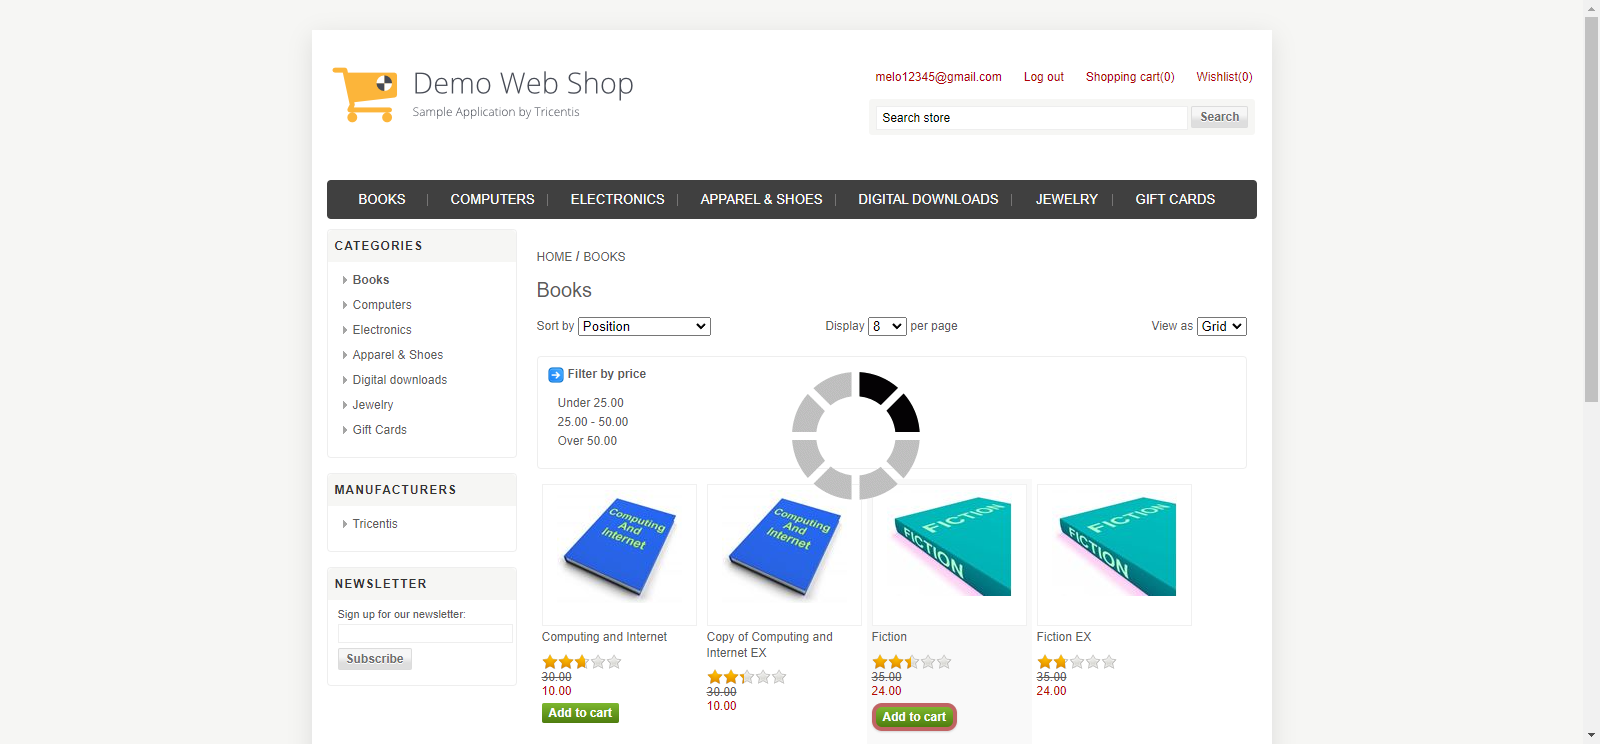 Demo Web Shop
Sample Application by Tricentis
melo12345@gmail.com Log out Shopping cart(0) Wishlist(0)
Search store Search
BOOKS COMPUTERS ELECTRONICS APPAREL & SHOES DIGITAL DOWNLOADS JEWELRY GIFT CARDS
CATEGORIES
Books
Computers
Electronics
Apparel & Shoes
Digital downloads
Jewelry
Gift Cards
MANUFACTURERS
Tricentis
NEWSLETTER
Sign up for our newsletter:
Subscribe
HOME / BOOKS
Books
Sort by Position Display 8 per page View as Grid
Filter by price
Under 25.00
25.00 - 50.00
Over 50.00
Computing
And
Internet
Computing and Internet
30.00
10.00
Add to cart
Computing
And
Internet
Copy of Computing and
Internet EX
30.00
10.00
FICTION
FICTION
Fiction
35.00
24.00
Add to cart
FICTION
FICTION
Fiction EX
35.00
24.00